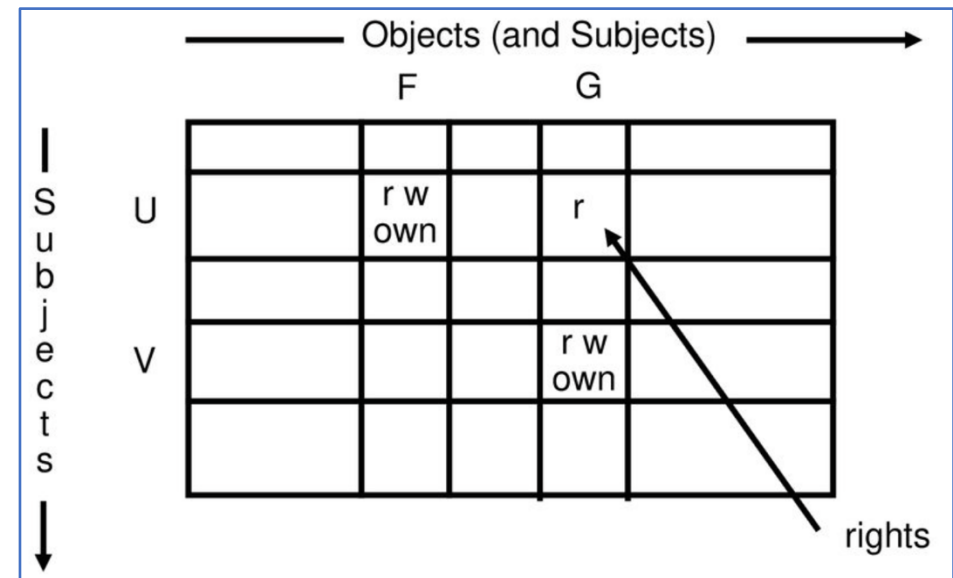 Objects (and Subjects)
F G
Subjects
U
r w
own
r
V
r w
own
rights